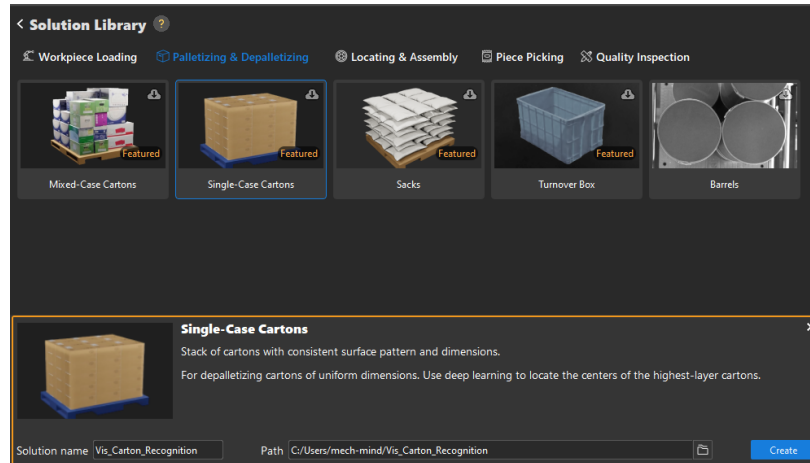 < Solution Library ?
Workpiece Loading Palletizing & Depalletizing Locating & Assembly Piece Picking Quality Inspection
Featured Featured Featured Featured
Mixed-Case Cartons Single-Case Cartons Sacks Turnover Box Barrels
Single-Case Cartons
Stack of cartons with consistent surface pattern and dimensions.
For depalletizing cartons of uniform dimensions. Use deep learning to locate the centers of the highest-layer cartons.
Solution name Vis_Carton_Recognition Path C:/Users/mech-mind/Vis_Carton_Recognition Create